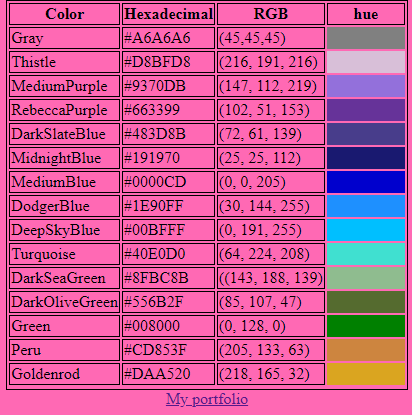 Color Hexadecimal RGB hue
Gray #A6A6A6 (45,45,45)
Thistle #D8BFD8 (216, 191, 216)
MediumPurple #9370DB (147, 112, 219)
RebeccaPurple #663399 (102, 51, 153)
DarkSlateBlue #483D8B (72, 61, 139)
MidnightBlue #191970 (25, 25, 112)
MediumBlue #0000CD (0, 0, 205)
DodgerBlue #1E90FF (30, 144, 255)
DeepSkyBlue #00BFFF (0, 191, 255)
Turquoise #40E0D0 (64, 224, 208)
DarkSeaGreen #8FBC8B ((143, 188, 139)
DarkOliveGreen #556B2F (85, 107, 47)
Green #008000 (0, 128, 0)
Peru #CD853F (205, 133, 63)
Goldenrod #DAA520 (218, 165, 32)
My portfolio